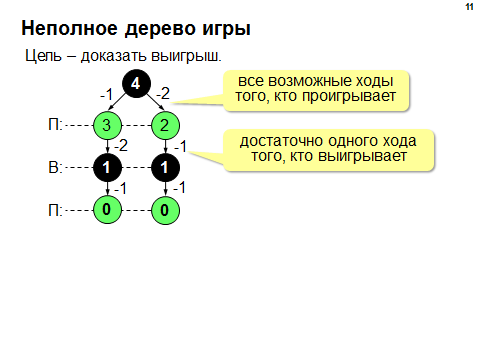 11
Неполное дерево игры
Цель – доказать выигрыш.
4
все возможные ходы
того, кто проигрывает
-1
-2
П:
3
2
достаточно одного хода
того, кто выигрывает
-2
-1
В:
1
1
-1
-1
П:
0
0